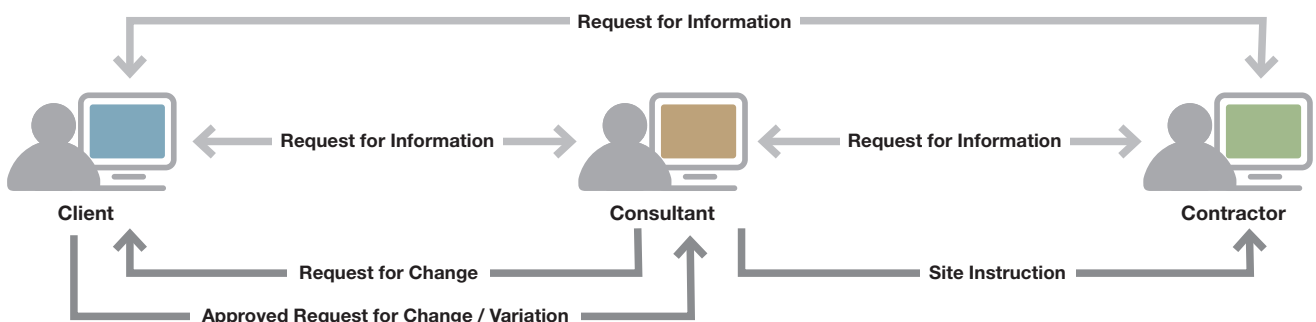 Request for Information
Request for Information
Request for Information
Client
Consultant
Contractor
Request for Change
Site Instruction
Approved Request for Change / Variation